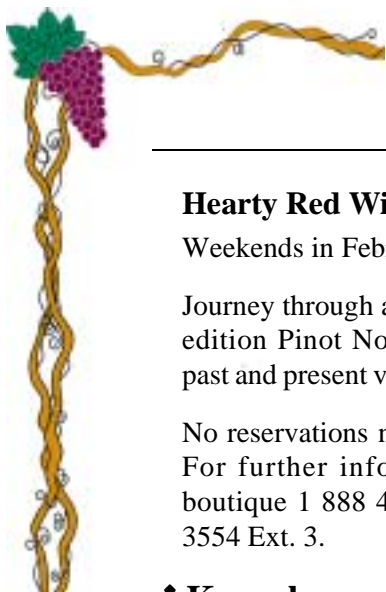 Hearty Red Wi
Weekends in Feb
Journey through a
edition Pinot No
past and present v
No reservations
For further info
boutique 1 888 4
3554 Ext. 3.